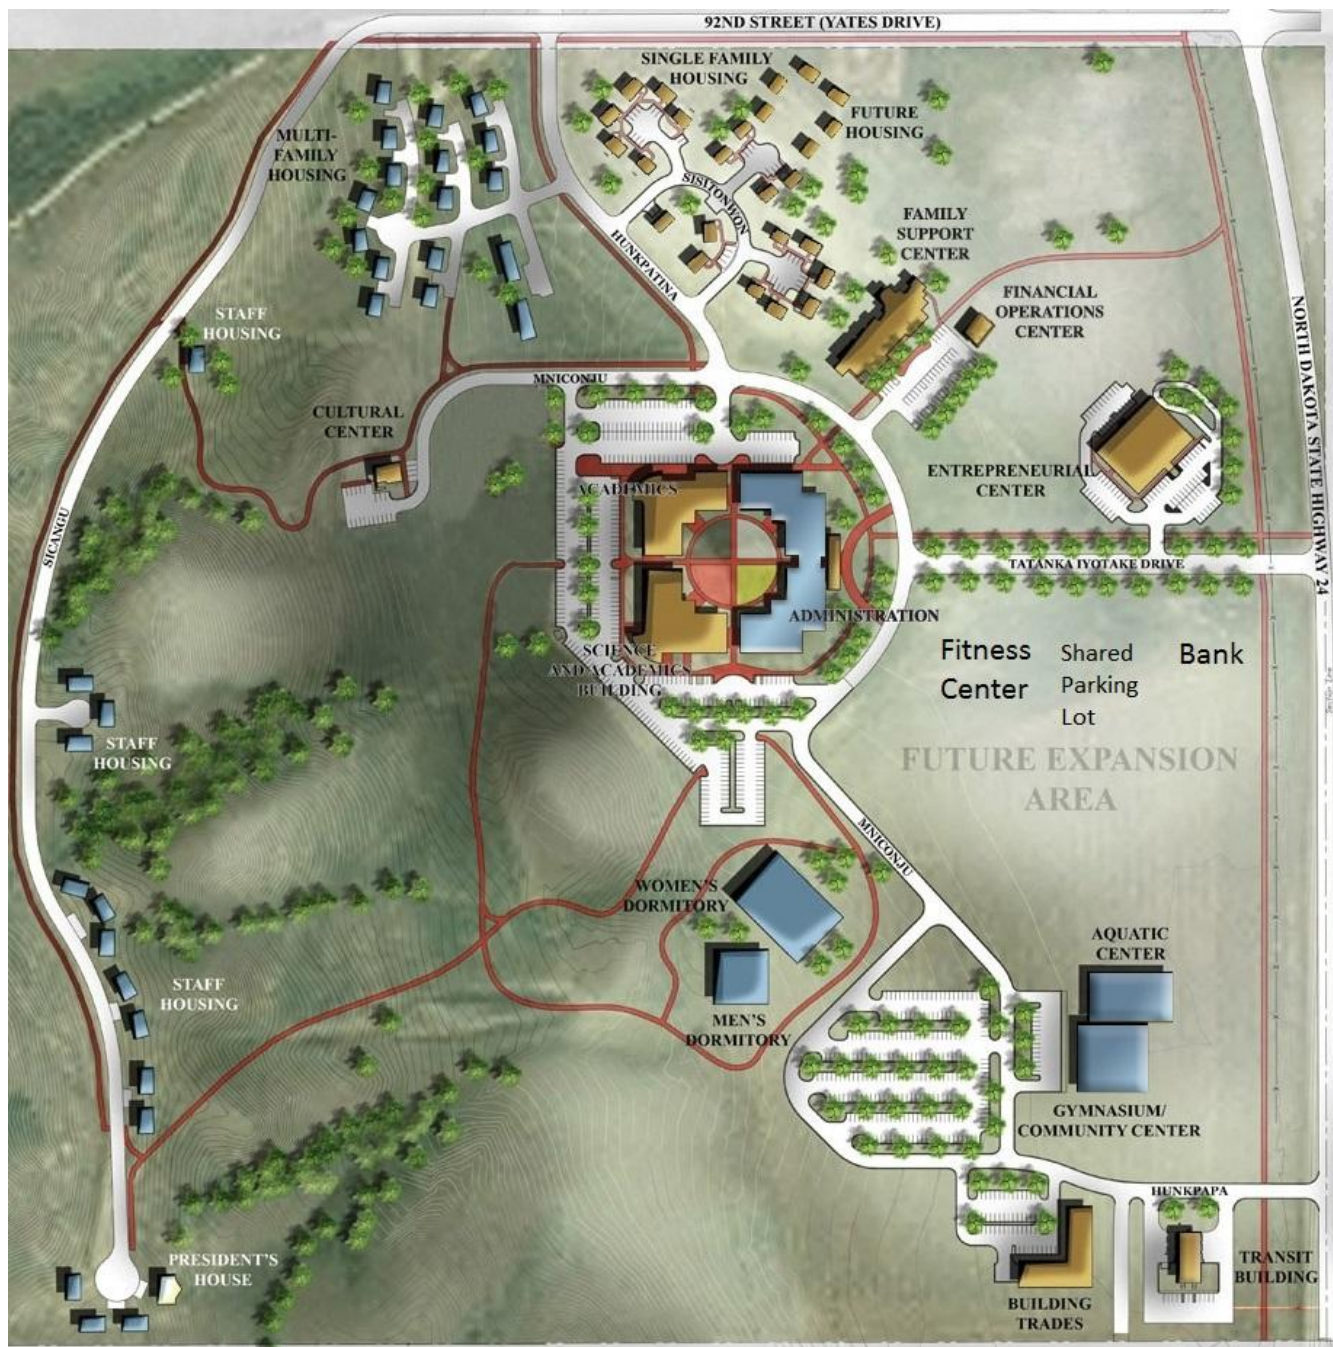 92ND STREET (YATES DRIVE)
SINGLE FAMILY
HOUSING
FUTURE
HOUSING
MULTI-
FAMILY
HOUSING
SISITONWON
HUNKPATINA
FAMILY
SUPPORT
CENTER
FINANCIAL
OPERATIONS
CENTER
NORTH DAKOTA STATE HIGHWAY 24
STAFF
HOUSING
MNICONJU
CULTURAL
CENTER
ENTREPRENEURIAL
CENTER
ACADEMICS
SICANGU
TATANKA IYOTAKE DRIVE
ADMINISTRATION
SCIENCE
AND ACADEMICS
BUILDING
Fitness
Center
Shared
Parking
Lot
Bank
STAFF
HOUSING
FUTURE EXPANSION
AREA
MNICONJU
WOMEN'S
DORMITORY
AQUATIC
CENTER
STAFF
HOUSING
MEN'S
DORMITORY
GYMNASIUM/
COMMUNITY CENTER
HUNKPAPA
PRESIDENT'S
HOUSE
TRANSIT
BUILDING
BUILDING
TRADES